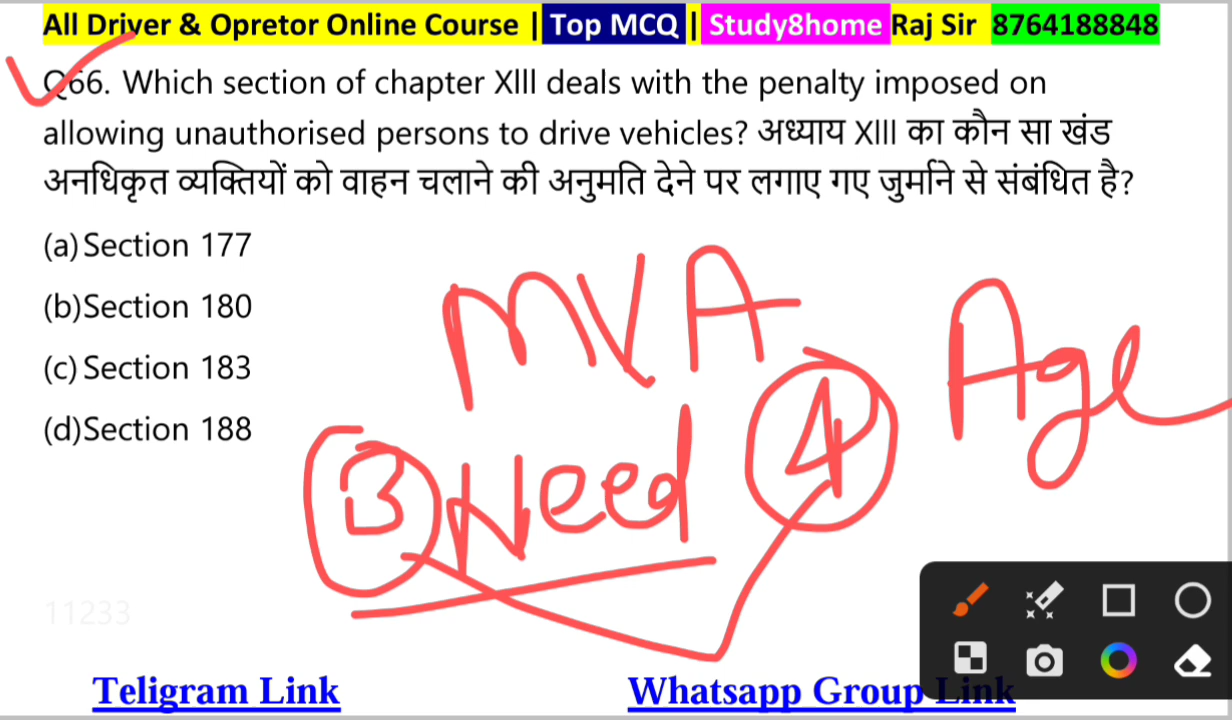 All Driver & Opretor Online Course | Top MCQ | Study8home Raj Sir 8764188848
Q66. Which section of chapter Xlll deals with the penalty imposed on
allowing unauthorised persons to drive vehicles? अध्याय XIII का कौन सा खंड
अनधिकृत व्यक्तियों को वाहन चलाने की अनुमति देने पर लगाए गए जुर्माने से संबंधित है?
(a) Section 177
(b)Section 180
(c) Section 183
(d)Section 188
MVA
Age
3 Need 4
11233
Teligram Link
Whatsapp Group Link